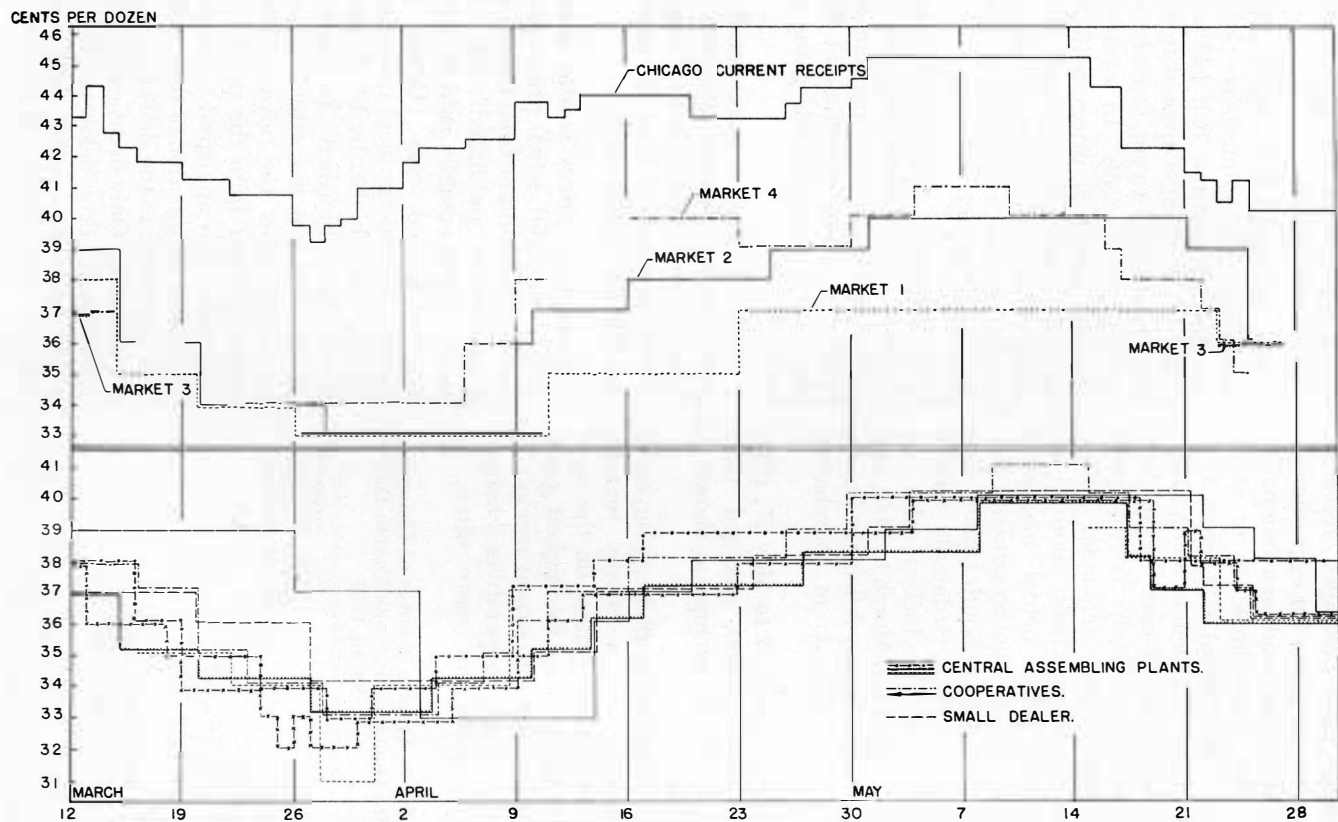 CENTS PER DOZEN
46
45
44
43
42
41
40
39
38
37
36
35
34
33
CHICAGO CURRENT RECEIPTS
MARKET 4
MARKET 2
MARKET 1
MARKET 3
MARKET 3
41
40
39
38
37
36
35
34
33
32
31
CENTRAL ASSEMBLING PLANTS.
COOPERATIVES.
SMALL DEALER.
MARCH APRIL MAY
12 19 26 2 9 16 23 30 7 14 21 28